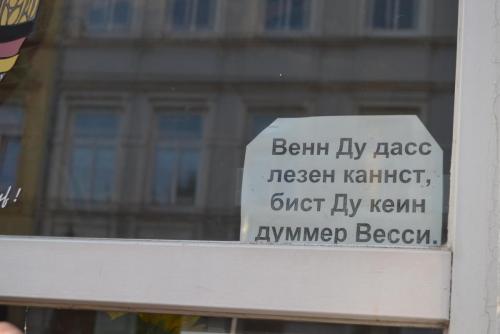 Венн Ду дасс
лезен каннст,
бист Ду кеин
думмер Весси.